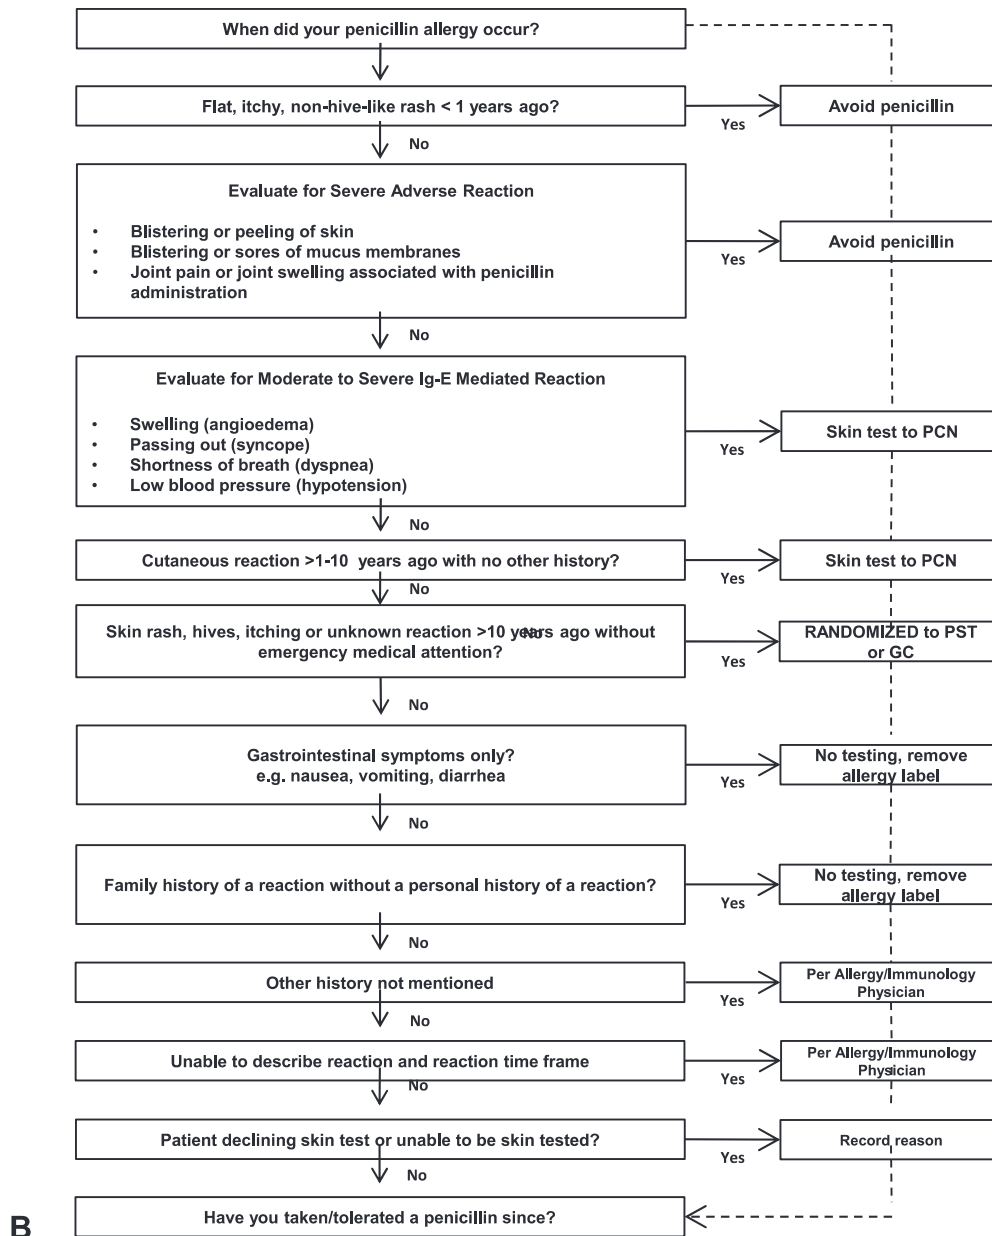 When did your penicillin allergy occur?
Flat, itchy, non-hive-like rash < 1 years ago?
Yes
Avoid penicillin
No
Evaluate for Severe Adverse Reaction
• Blistering or peeling of skin
• Blistering or sores of mucus membranes
• Joint pain or joint swelling associated with penicillin
administration
Yes
Avoid penicillin
No
Evaluate for Moderate to Severe Ig-E Mediated Reaction
• Swelling (angioedema)
• Passing out (syncope)
• Shortness of breath (dyspnea)
• Low blood pressure (hypotension)
Yes
Skin test to PCN
No
Cutaneous reaction >1-10 years ago with no other history?
Yes
Skin test to PCN
No
Skin rash, hives, itching or unknown reaction >10 years ago without
No
emergency medical attention?
Yes
RANDOMIZED to PST
or GC
No
Gastrointestinal symptoms only?
e.g. nausea, vomiting, diarrhea
Yes
No testing, remove
allergy label
No
Family history of a reaction without a personal history of a reaction?
Yes
No testing, remove
allergy label
No
Other history not mentioned
Yes
Per Allergy/Immunology
Physician
No
Unable to describe reaction and reaction time frame
Yes
Per Allergy/Immunology
Physician
No
Patient declining skin test or unable to be skin tested?
Yes
Record reason
No
Have you taken/tolerated a penicillin since?
B